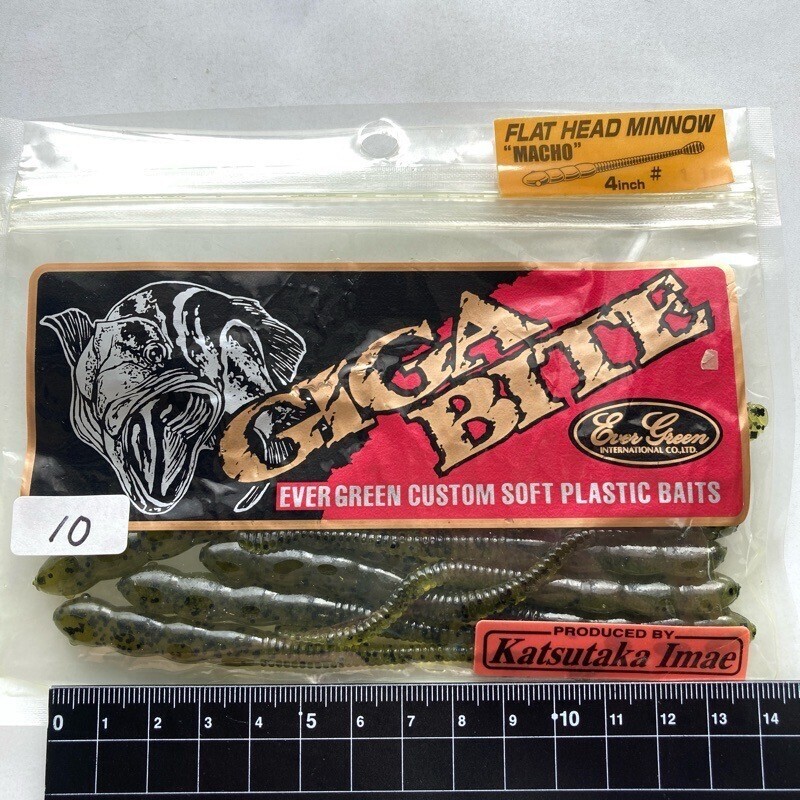 FLAT HEAD MINNOW
"MACHO"
4inch #
GIGA
BITE
Ever Green
INTERNATIONAL CO.,LTD.
EVER GREEN CUSTOM SOFT PLASTIC BAITS
10
PRODUCED BY
Katsutaka Imae
0 1 2 3 4 5 6 7 8 9 10 11 12 13 14